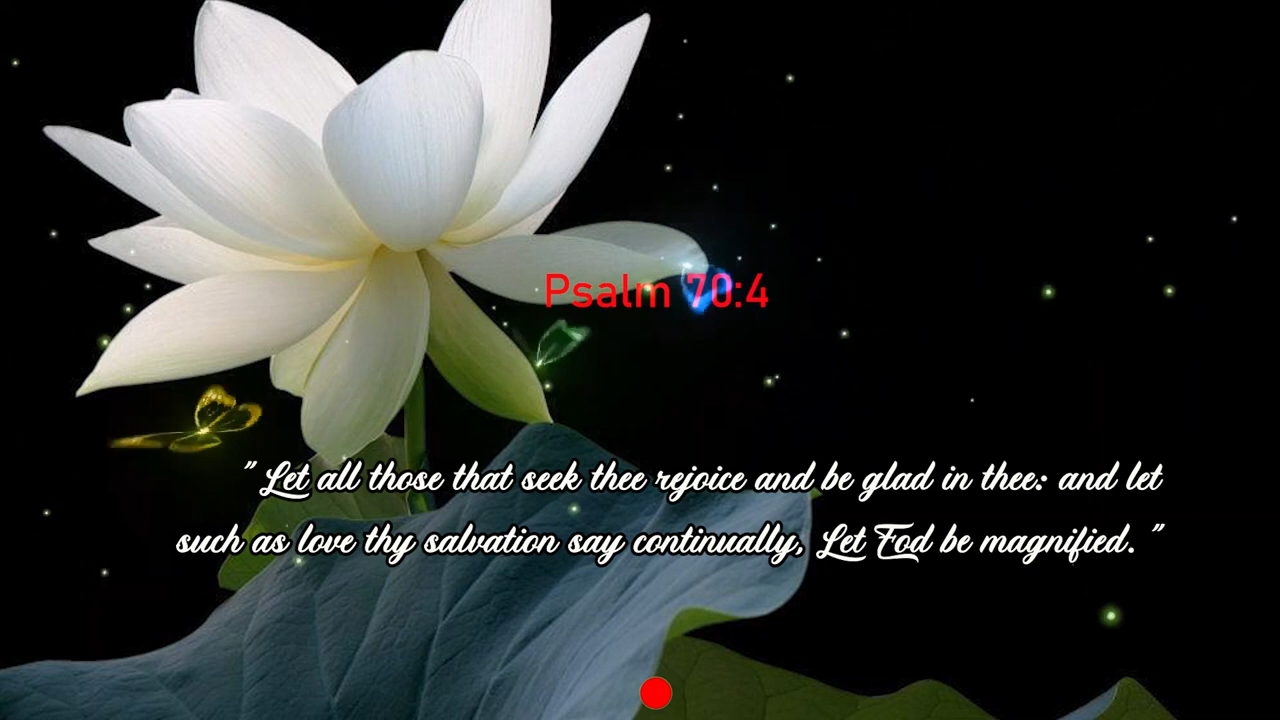 Psalm 70:4
" Let all those that seek thee rejoice and be glad in thee: and let
such as love thy salvation say continually, Let Fod be magnified. "